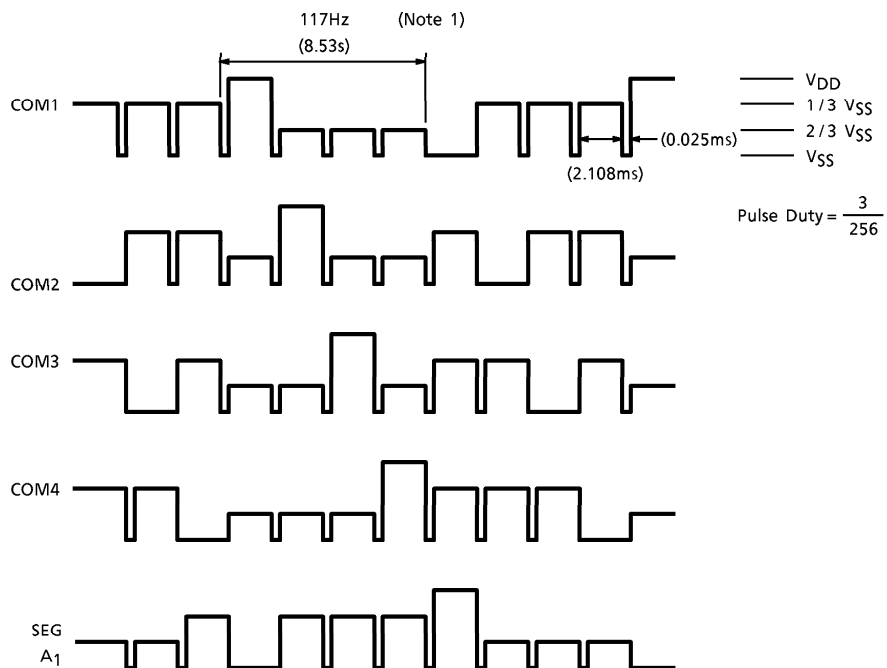 117Hz (Note 1)
(8.53s)
COM1
VDD
1/3 VSS
2/3 VSS
VSS
(0.025ms)
(2.108ms)
Pulse Duty = 3/256
COM2
COM3
COM4
SEG
A1